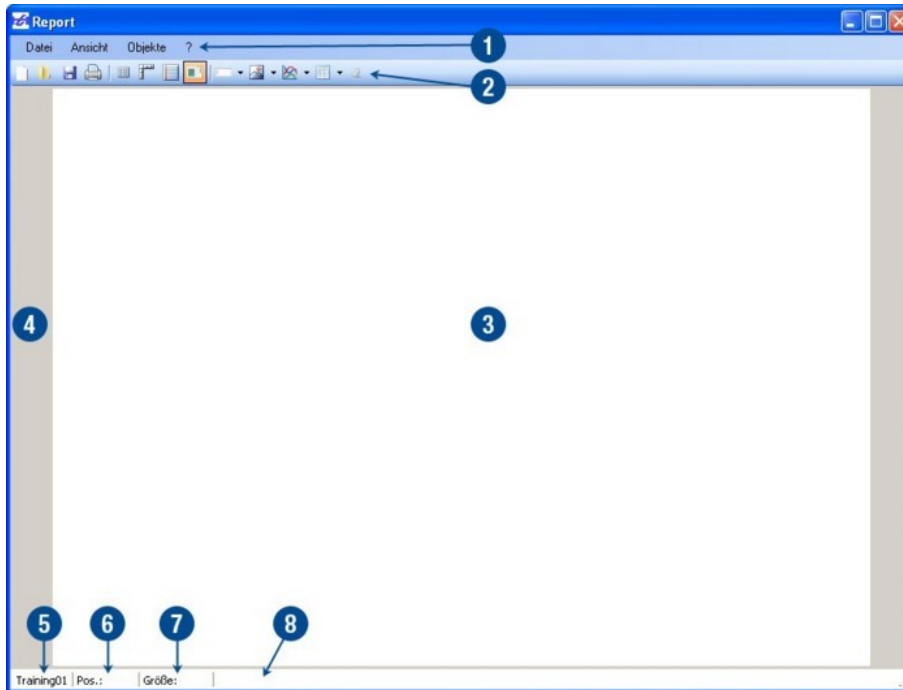 Report
Datei Ansicht Objekte ?
1
2
3
4
5 6 7 8
Training01 Pos.: Größe: